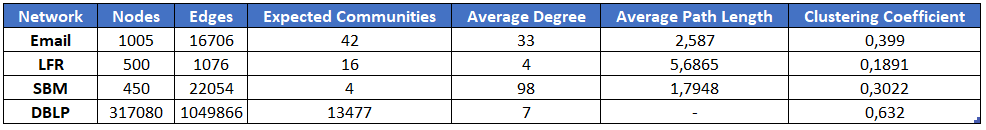 Network Nodes Edges Expected Communities Average Degree Average Path Length Clustering Coefficient
Email 1005 16706 42 33 2,587 0,399
LFR 500 1076 16 4 5,6865 0,1891
SBM 450 22054 4 98 1,7948 0,3022
DBLP 317080 1049866 13477 7 - 0,632